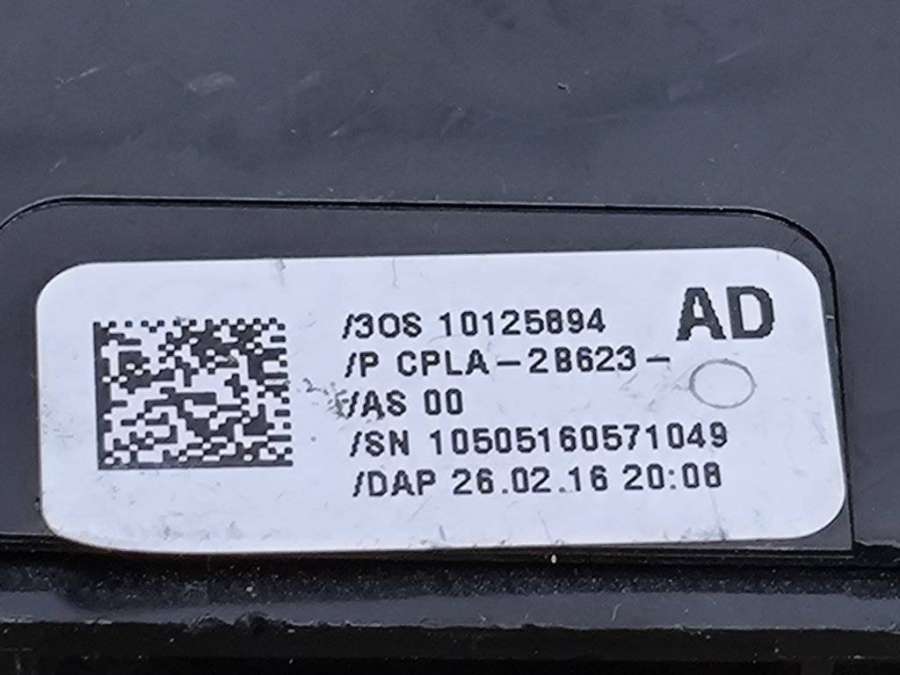 /3OS 10125894
AD
/P CPLA-2B623-
/AS 00
/SN 10505160571049
/DAP 26.02.16 20:08